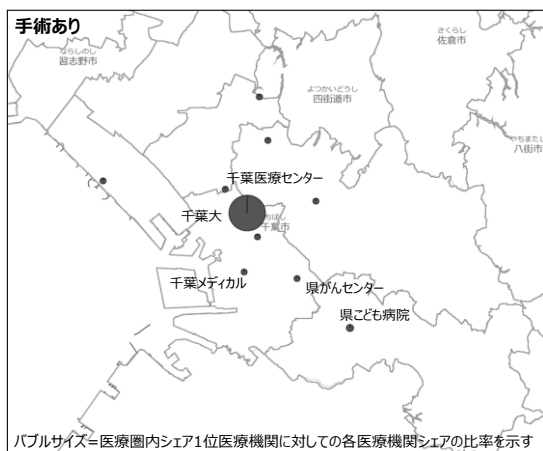 手術あり
さくらし
佐倉市
ならしのし
習志野市
よつかいどうし
四街道市
やちまたし
八街市
千葉医療センター
千葉大
千葉市
千葉メディカル
県がんセンター
県こども病院
バブルサイズ=医療圏内シェア1位医療機関に対しての各医療機関シェアの比率を示す